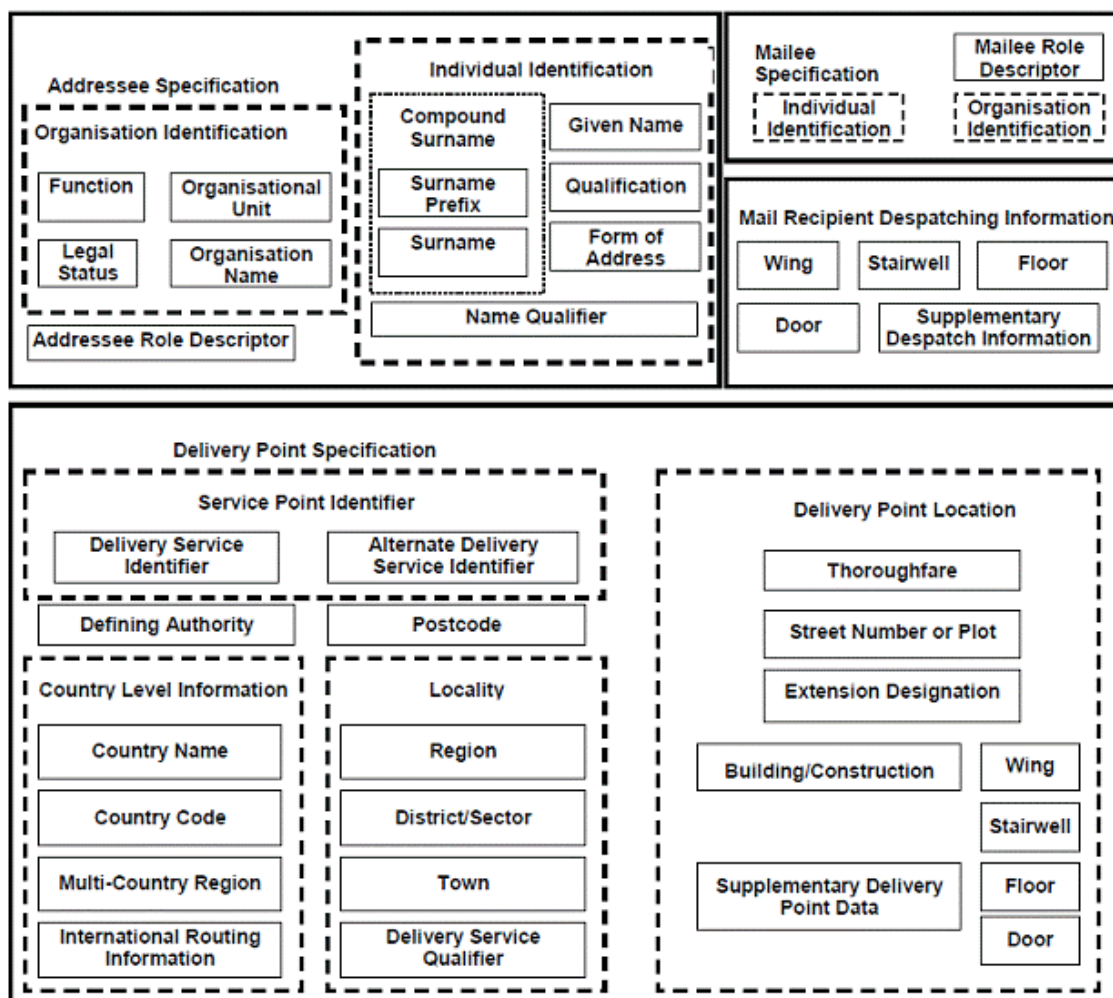 Addressee Specification
Organisation Identification
Function
Organisational
Unit
Legal
Status
Organisation
Name
Addressee Role Descriptor
Individual Identification
Compound
Surname
Surname
Prefix
Surname
Given Name
Qualification
Form of
Address
Name Qualifier
Mailee
Specification
Mailee Role
Descriptor
Individual
Identification
Organisation
Identification
Mail Recipient Despatching Information
Wing
Stairwell
Floor
Door
Supplementary
Despatch Information
Delivery Point Specification
Service Point Identifier
Delivery Service
Identifier
Alternate Delivery
Service Identifier
Defining Authority
Postcode
Country Level Information
Country Name
Country Code
Multi-Country Region
International Routing
Information
Locality
Region
District/Sector
Town
Delivery Service
Qualifier
Delivery Point Location
Thoroughfare
Street Number or Plot
Extension Designation
Building/Construction
Wing
Stairwell
Supplementary Delivery
Point Data
Floor
Door